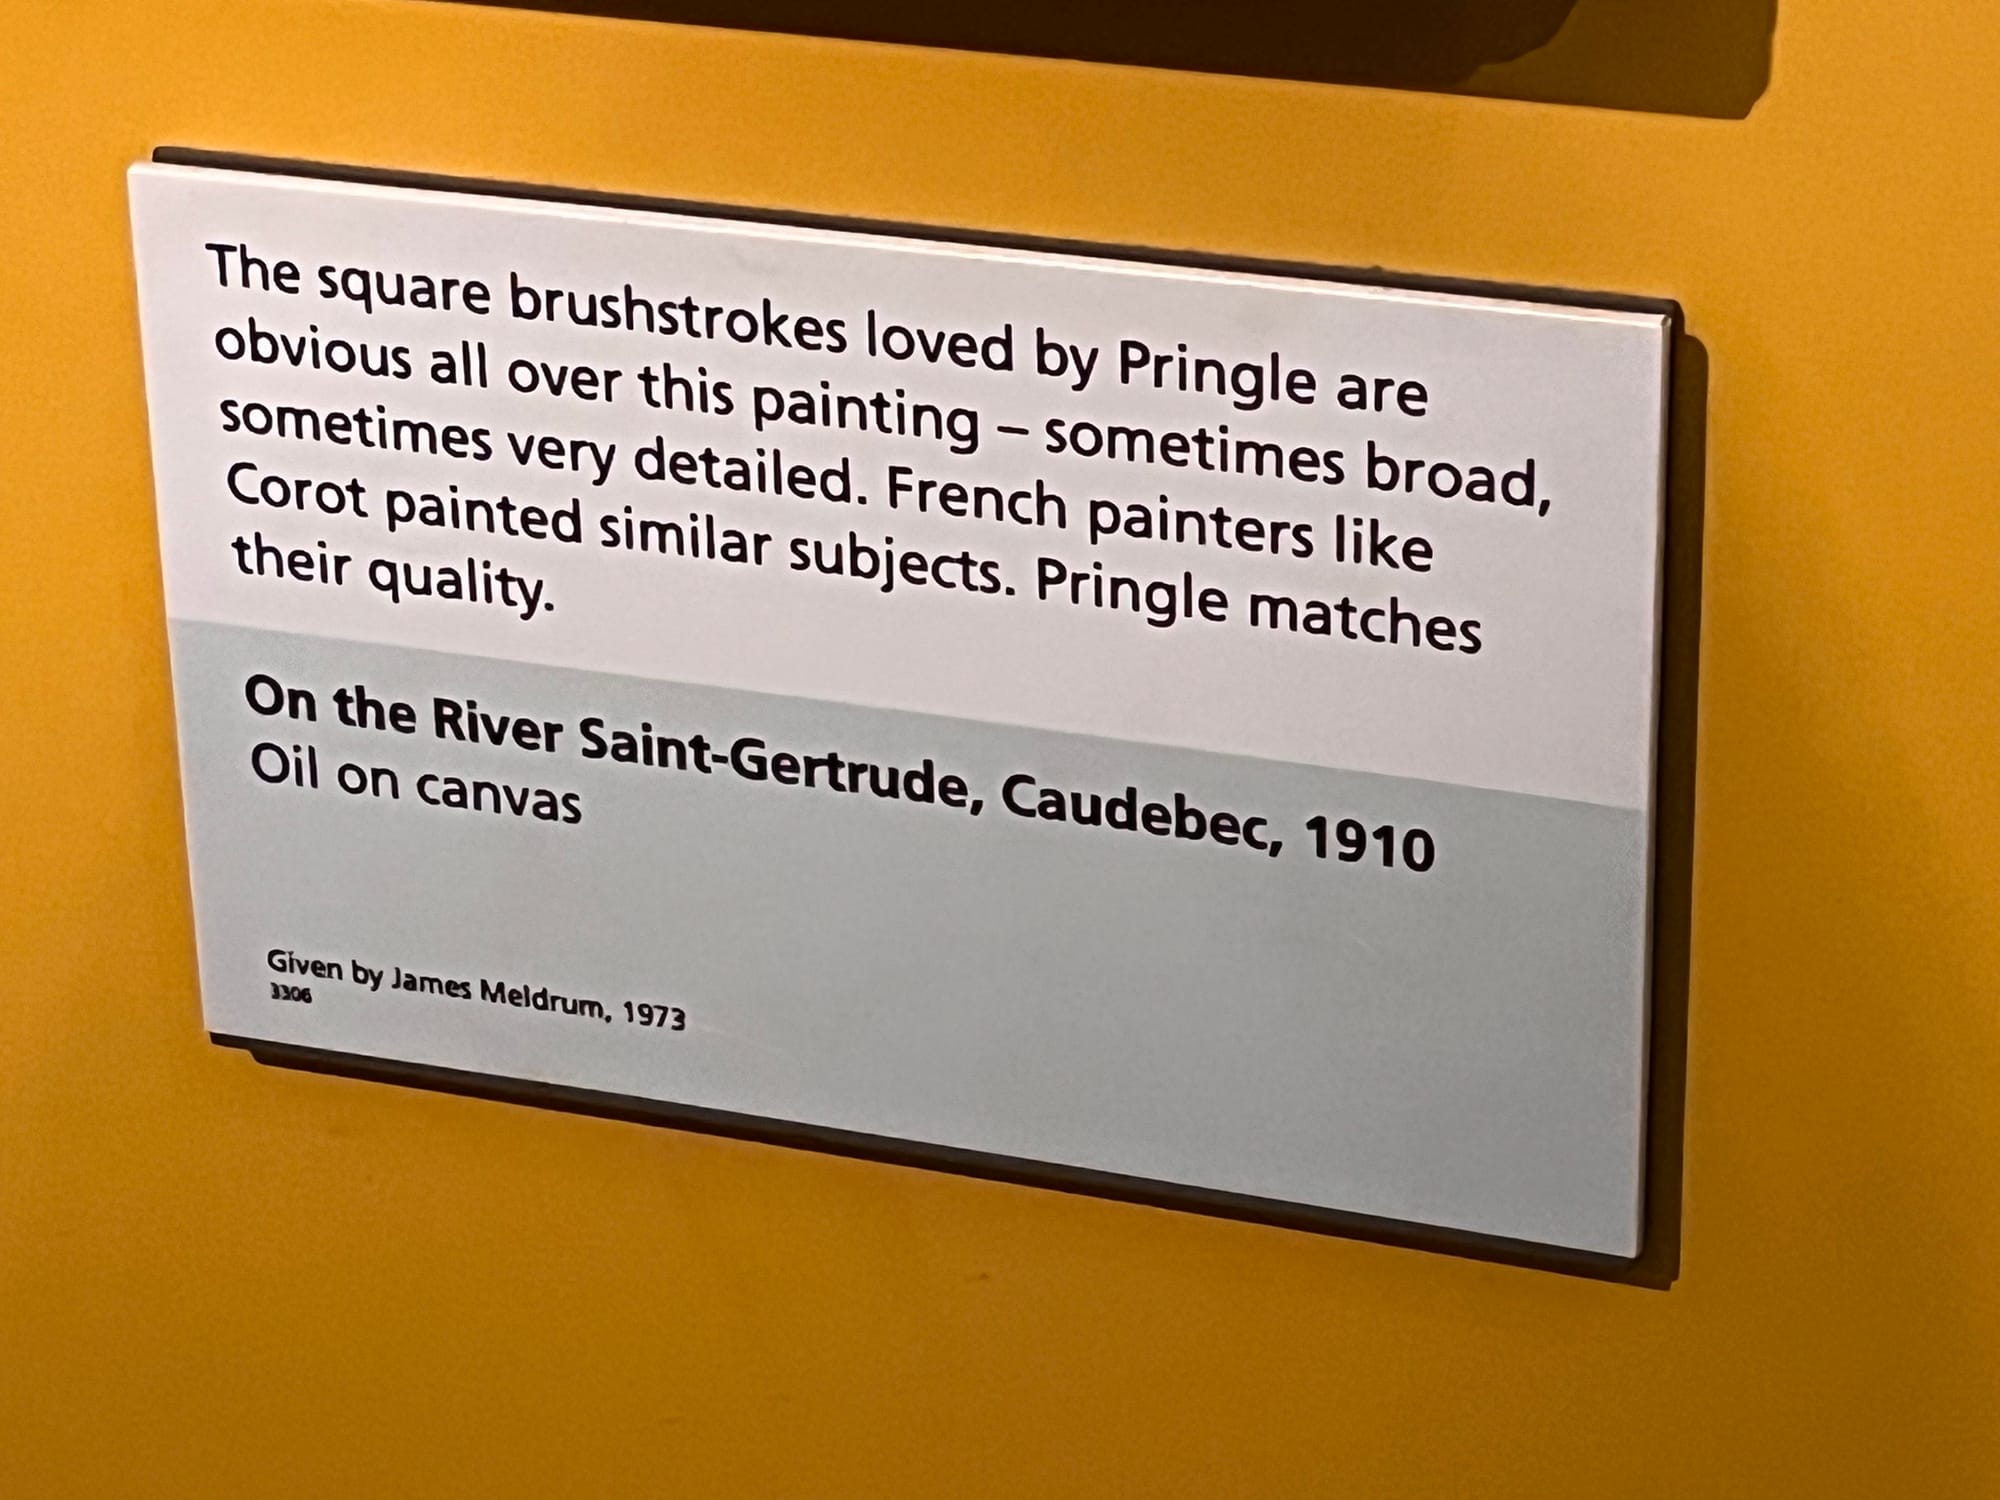 The square brushstrokes loved by Pringle are
obvious all over this painting – sometimes broad,
sometimes very detailed. French painters like
Corot painted similar subjects. Pringle matches
their quality.
On the River Saint-Gertrude, Caudebec, 1910
Oil on canvas
Given by James Meldrum, 1973
3306